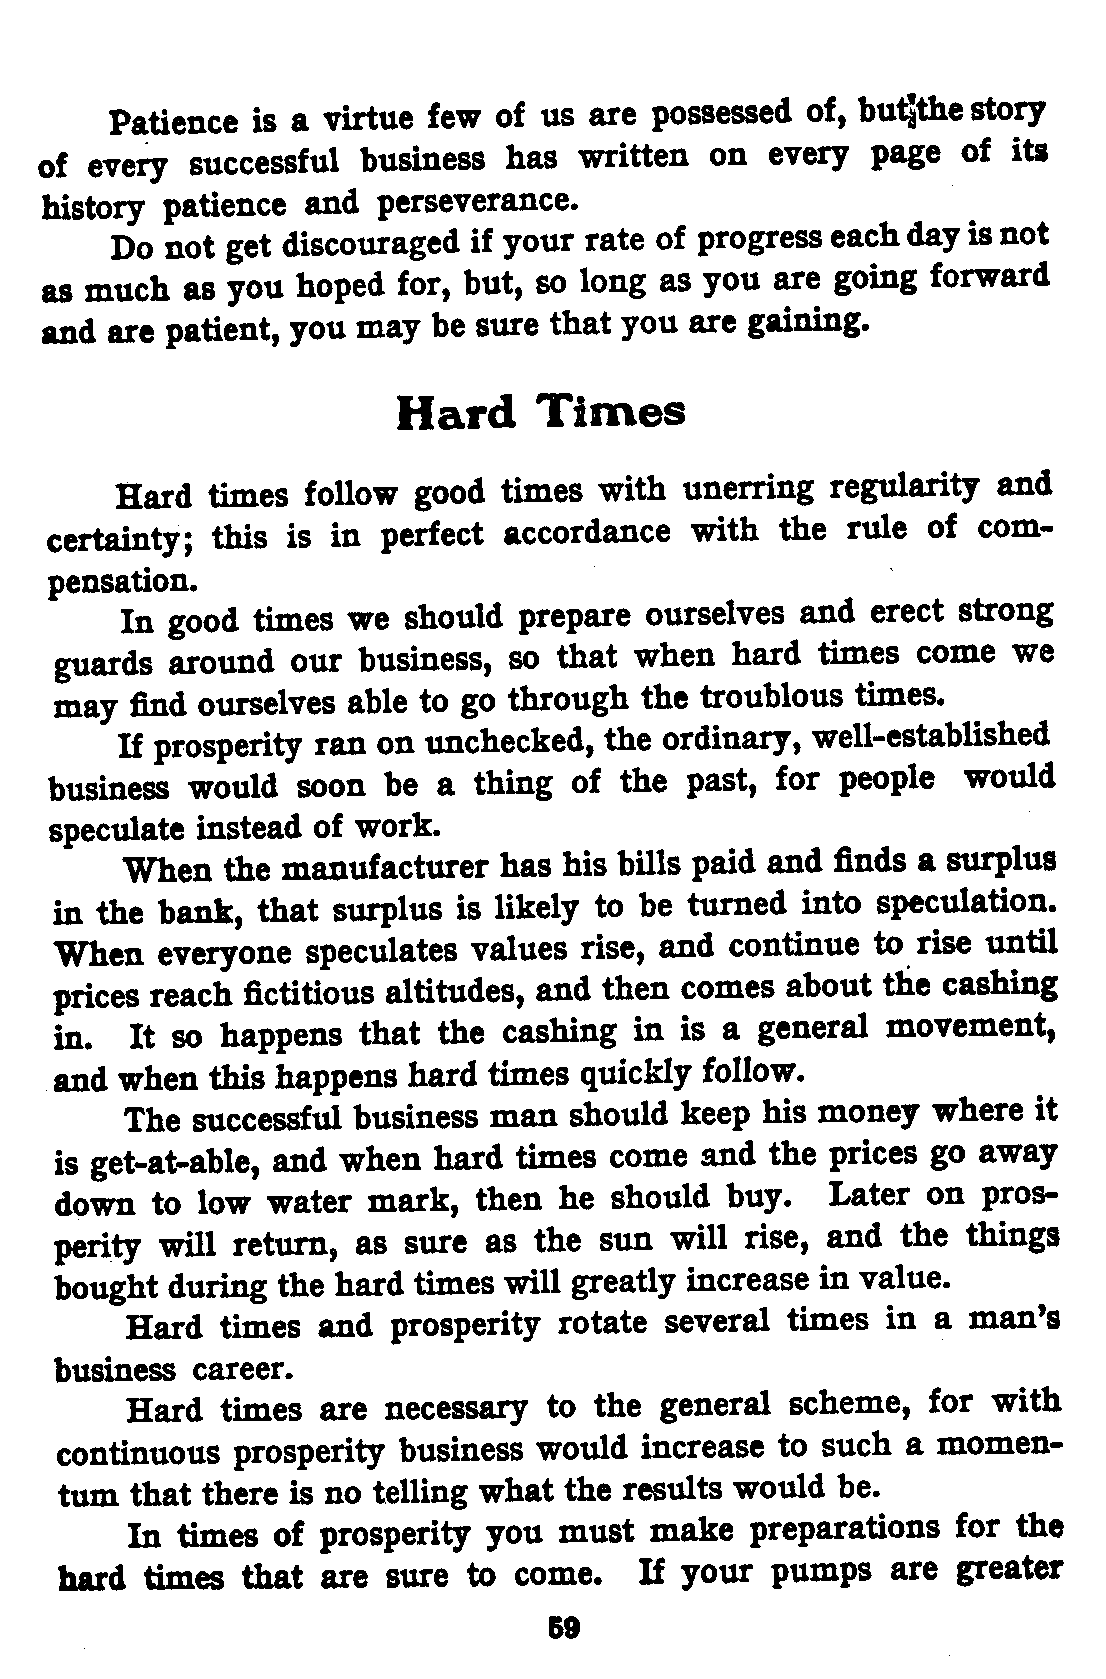 Patience is a virtue few of us are possessed of, but the story
of every successful business has written on every page of its
history patience and perseverance.
Do not get discouraged if your rate of progress each day is not
as much as you hoped for, but, so long as you are going forward
and are patient, you may be sure that you are gaining.
Hard Times
Hard times follow good times with unerring regularity and
certainty; this is in perfect accordance with the rule of com-
pensation.
In good times we should prepare ourselves and erect strong
guards around our business, so that when hard times come we
may find ourselves able to go through the troublous times.
If prosperity ran on unchecked, the ordinary, well-established
business would soon be a thing of the past, for people would
speculate instead of work.
When the manufacturer has his bills paid and finds a surplus
in the bank, that surplus is likely to be turned into speculation.
When everyone speculates values rise, and continue to rise until
prices reach fictitious altitudes, and then comes about the cashing
in. It so happens that the cashing in is a general movement,
and when this happens hard times quickly follow.
The successful business man should keep his money where it
is get-at-able, and when hard times come and the prices go away
down to low water mark, then he should buy. Later on pros-
perity will return, as sure as the sun will rise, and the things
bought during the hard times will greatly increase in value.
Hard times and prosperity rotate several times in a man's
business career.
Hard times are necessary to the general scheme, for with
continuous prosperity business would increase to such a momen-
tum that there is no telling what the results would be.
In times of prosperity you must make preparations for the
hard times that are sure to come. If your pumps are greater
59